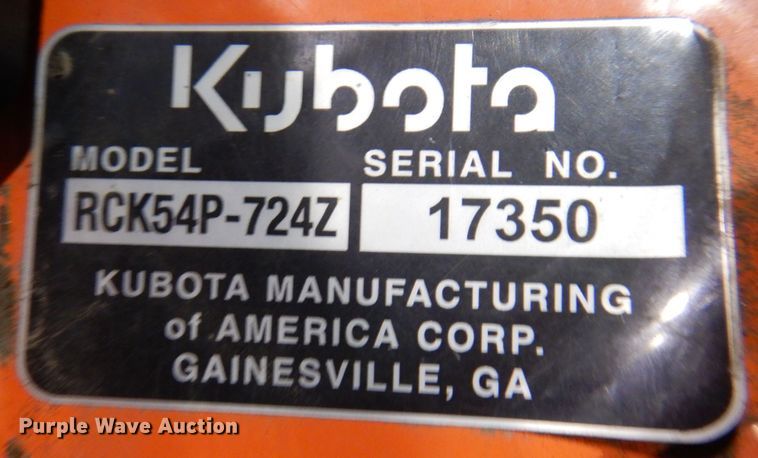 Kubota
MODEL SERIAL NO.
RCK54P-724Z 17350
KUBOTA MANUFACTURING
of AMERICA CORP.
GAINESVILLE, GA
Purple Wave Auction